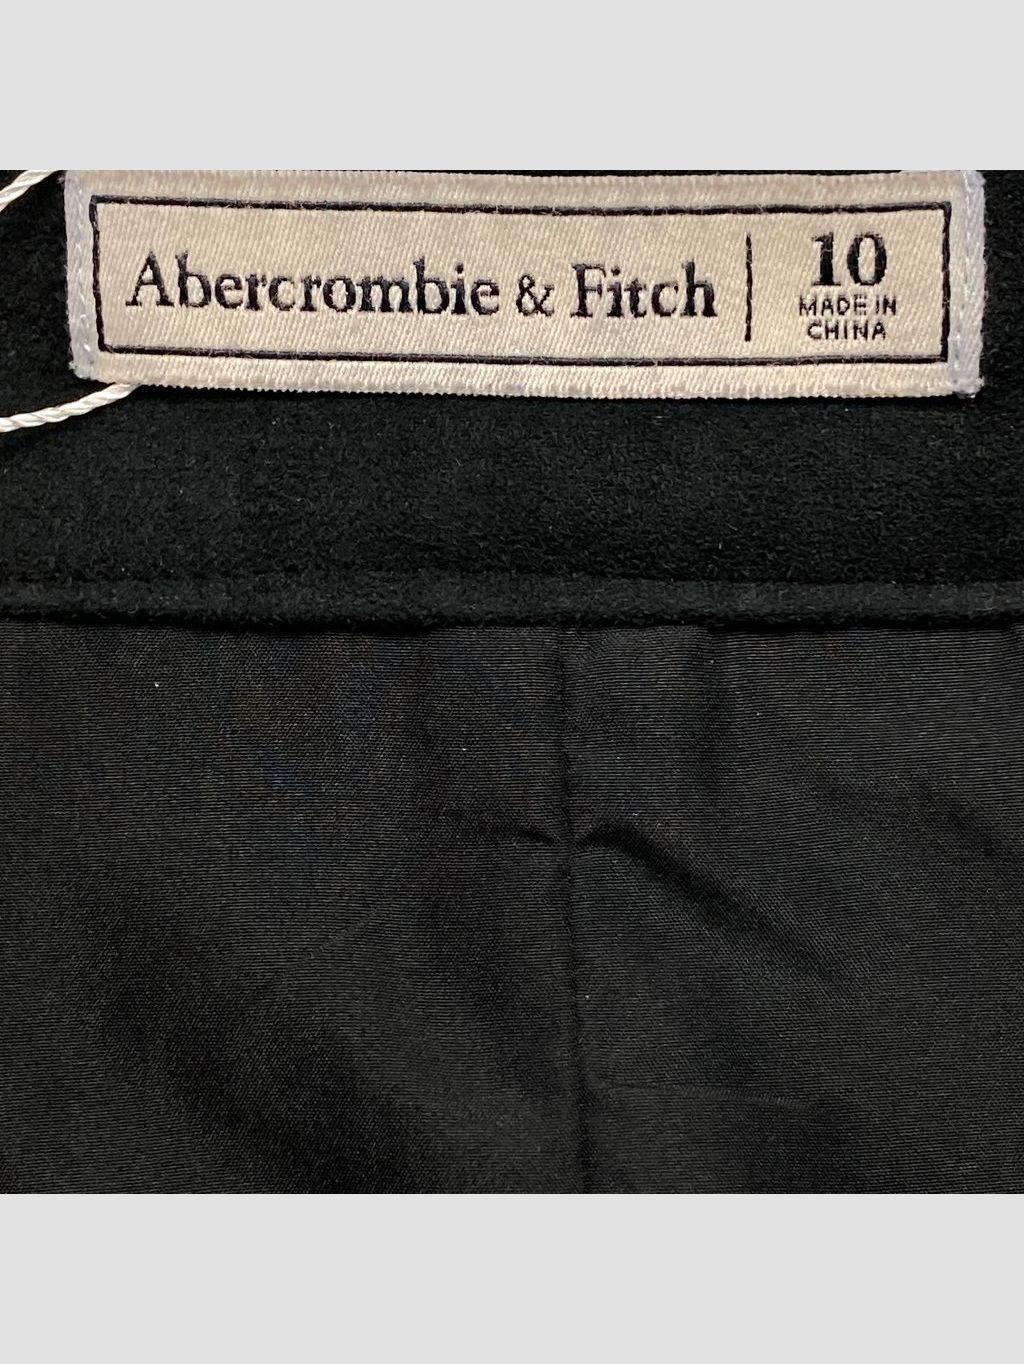 Abercrombie & Fitch
10
MADE IN
CHINA